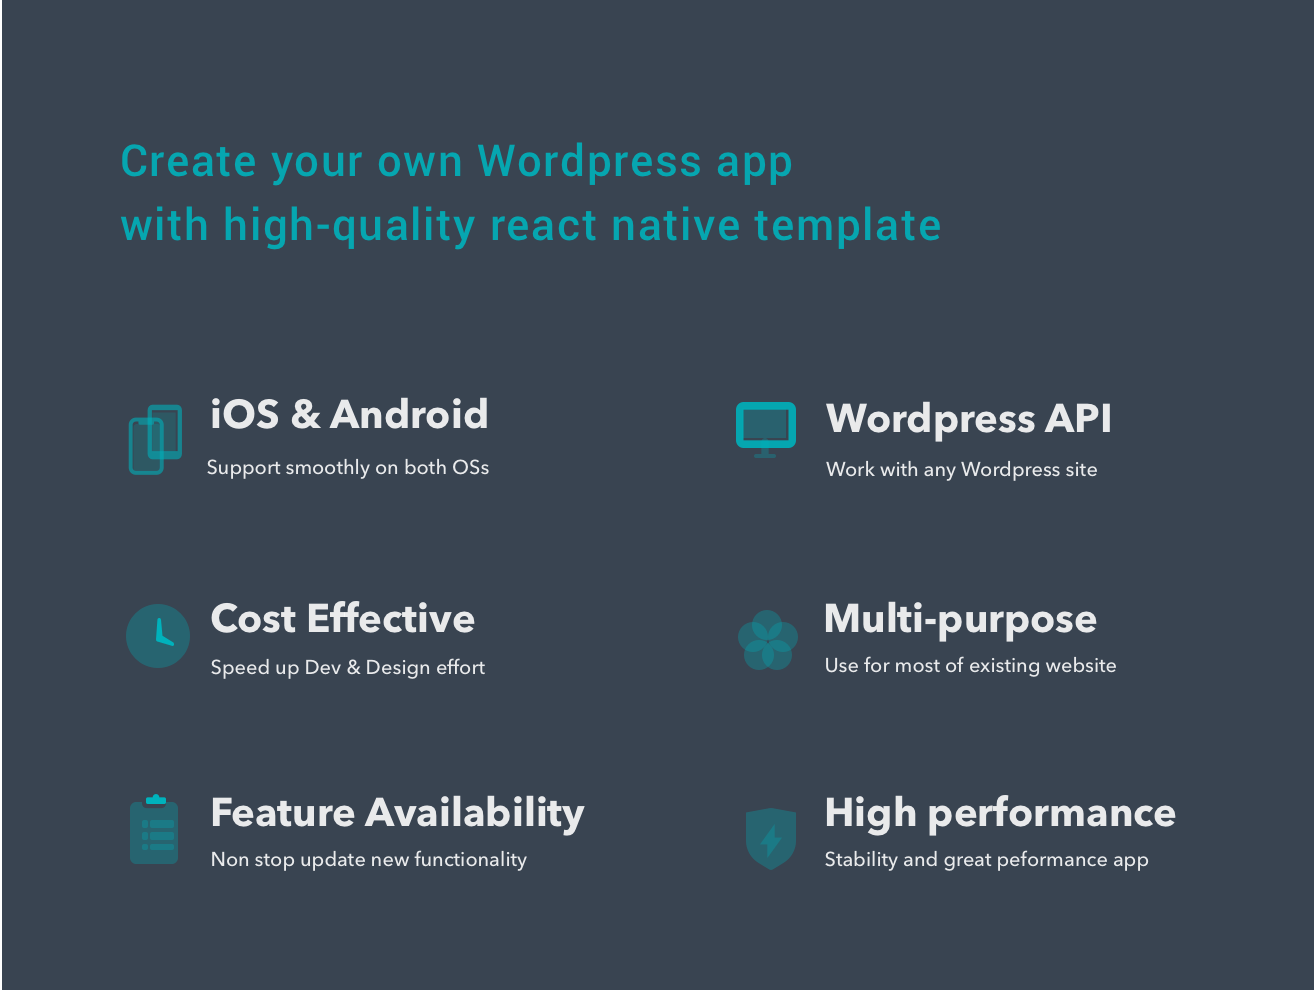 Create your own Wordpress app
with high-quality react native template
iOS & Android
Support smoothly on both OSs
Wordpress API
Work with any Wordpress site
Cost Effective
Speed up Dev & Design effort
Multi-purpose
Use for most of existing website
Feature Availability
Non stop update new functionality
High performance
Stability and great peformance app